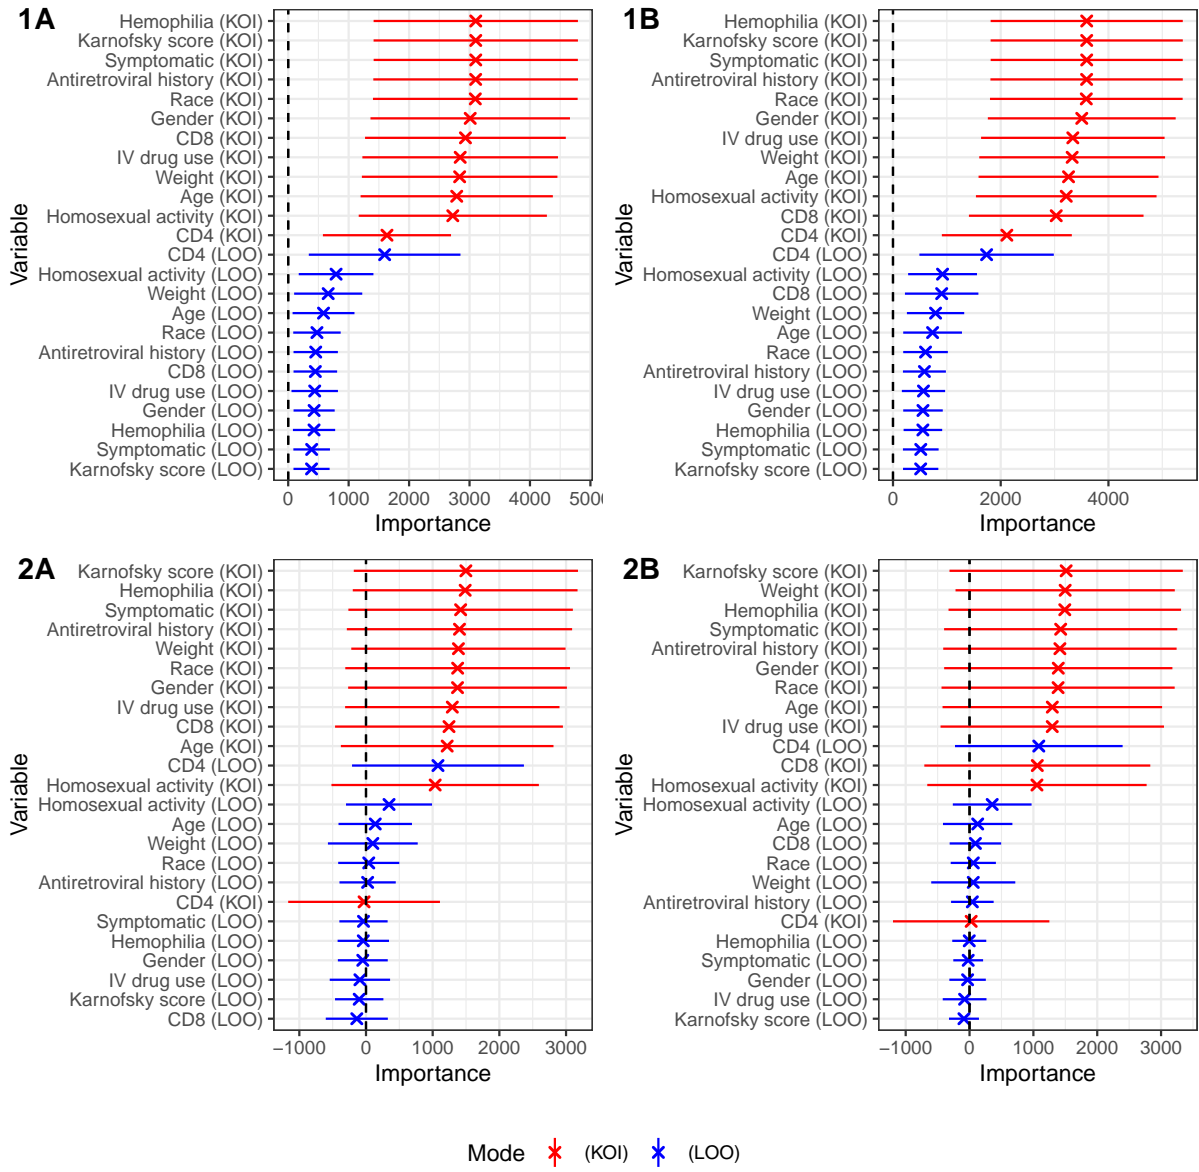 1A
Hemophilia (KOI)
Karnofsky score (KOI)
Symptomatic (KOI)
Antiretroviral history (KOI)
Race (KOI)
Gender (KOI)
CD8 (KOI)
IV drug use (KOI)
Weight (KOI)
Age (KOI)
Homosexual activity (KOI)
CD4 (KOI)
CD4 (LOO)
Homosexual activity (LOO)
Weight (LOO)
Age (LOO)
Race (LOO)
Antiretroviral history (LOO)
CD8 (LOO)
IV drug use (LOO)
Gender (LOO)
Hemophilia (LOO)
Symptomatic (LOO)
Karnofsky score (LOO)
Variable
0 1000 2000 3000 4000 5000
Importance
1B
Hemophilia (KOI)
Karnofsky score (KOI)
Symptomatic (KOI)
Antiretroviral history (KOI)
Race (KOI)
Gender (KOI)
IV drug use (KOI)
Weight (KOI)
Age (KOI)
Homosexual activity (KOI)
CD8 (KOI)
CD4 (KOI)
CD4 (LOO)
Homosexual activity (LOO)
CD8 (LOO)
Weight (LOO)
Age (LOO)
Race (LOO)
Antiretroviral history (LOO)
IV drug use (LOO)
Gender (LOO)
Hemophilia (LOO)
Symptomatic (LOO)
Karnofsky score (LOO)
Variable
0 2000 4000
Importance
2A
Karnofsky score (KOI)
Hemophilia (KOI)
Symptomatic (KOI)
Antiretroviral history (KOI)
Weight (KOI)
Race (KOI)
Gender (KOI)
IV drug use (KOI)
CD8 (KOI)
Age (KOI)
CD4 (LOO)
Homosexual activity (KOI)
Homosexual activity (LOO)
Age (LOO)
Weight (LOO)
Race (LOO)
Antiretroviral history (LOO)
CD4 (KOI)
Symptomatic (LOO)
Hemophilia (LOO)
Gender (LOO)
IV drug use (LOO)
Karnofsky score (LOO)
CD8 (LOO)
Variable
−1000 0 1000 2000 3000
Importance
2B
Karnofsky score (KOI)
Weight (KOI)
Hemophilia (KOI)
Symptomatic (KOI)
Antiretroviral history (KOI)
Gender (KOI)
Race (KOI)
Age (KOI)
IV drug use (KOI)
CD4 (LOO)
CD8 (KOI)
Homosexual activity (KOI)
Homosexual activity (LOO)
Age (LOO)
CD8 (LOO)
Race (LOO)
Weight (LOO)
Antiretroviral history (LOO)
CD4 (KOI)
Hemophilia (LOO)
Symptomatic (LOO)
Gender (LOO)
IV drug use (LOO)
Karnofsky score (LOO)
Variable
−1000 0 1000 2000 3000
Importance
Mode (KOI) (LOO)